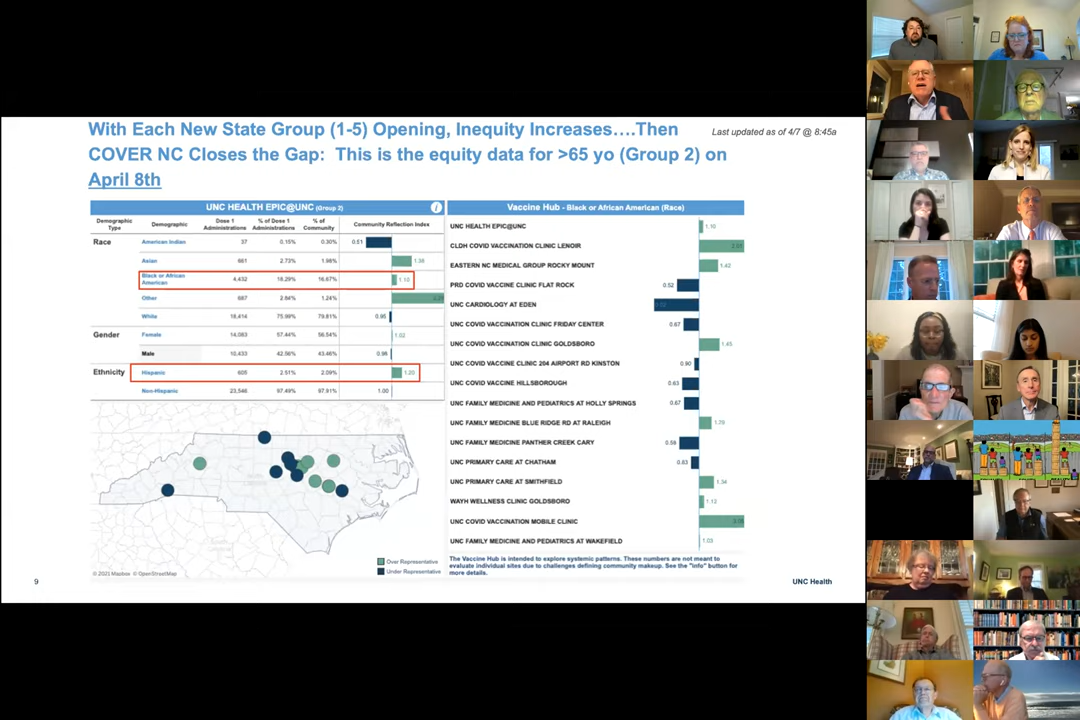 With Each New State Group (1-5) Opening, Inequity Increases….Then
Last updated as of 4/7 @ 8:45a
COVER NC Closes the Gap: This is the equity data for >65 yo (Group 2) on
April 8th
UNC HEALTH EPIC@UNC (Group 2)
Demographic Type Demographic Dose 1 Administrations % of Dose 1 Administrations % of Community Community Reflection Index
Race American Indian 37 0.15% 0.30% 0.51
Asian 661 2.73% 1.98% 1.38
Black or African American 4,432 18.29% 16.67% 1.10
Other 687 2.84% 1.24%
White 18,414 75.99% 79.81% 0.95
Gender Female 14,083 57.44% 56.54% 1.02
Male 10,433 42.56% 43.46% 0.98
Ethnicity Hispanic 605 2.51% 2.09% 1.20
Non-Hispanic 23,546 97.49% 97.91% 1.00
Over Representative
Under Representative
© 2021 Mapbox © OpenStreetMap
Vaccine Hub - Black or African American (Race)
UNC HEALTH EPIC@UNC 1.10
CLDH COVID VACCINATION CLINIC LENOIR
EASTERN NC MEDICAL GROUP ROCKY MOUNT 1.42
PRD COVID VACCINE CLINIC FLAT ROCK 0.52
UNC CARDIOLOGY AT EDEN
UNC COVID VACCINATION CLINIC FRIDAY CENTER 0.67
UNC COVID VACCINATION CLINIC GOLDSBORO 1.45
UNC COVID VACCINE CLINIC 204 AIRPORT RD KINSTON 0.90
UNC COVID VACCINE HILLSBOROUGH 0.63
UNC FAMILY MEDICINE AND PEDIATRICS AT HOLLY SPRINGS 0.67
UNC FAMILY MEDICINE BLUE RIDGE RD AT RALEIGH
UNC FAMILY MEDICINE PANTHER CREEK CARY
UNC PRIMARY CARE AT CHATHAM 0.83
UNC PRIMARY CARE AT SMITHFIELD 1.34
WAYH WELLNESS CLINIC GOLDSBORO
UNC COVID VACCINATION MOBILE CLINIC
UNC FAMILY MEDICINE AND PEDIATRICS AT WAKEFIELD 1.03
The Vaccine Hub is intended to explore systemic patterns. These numbers are not meant to
evaluate individual sites due to challenges defining community makeup. See the "Info" button for
more details.
9
UNC Health